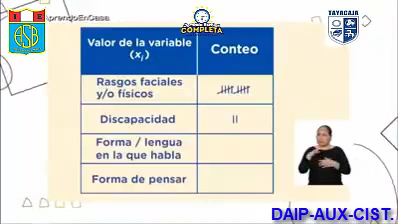 #AprendoEnCasa
COMPLETA
TAYACAJA
Valor de la variable
(xi)
Conteo
Rasgos faciales
y/o físicos
Discapacidad
Forma / lengua
en la que habla
Forma de pensar
DAIP-AUX-CIST.